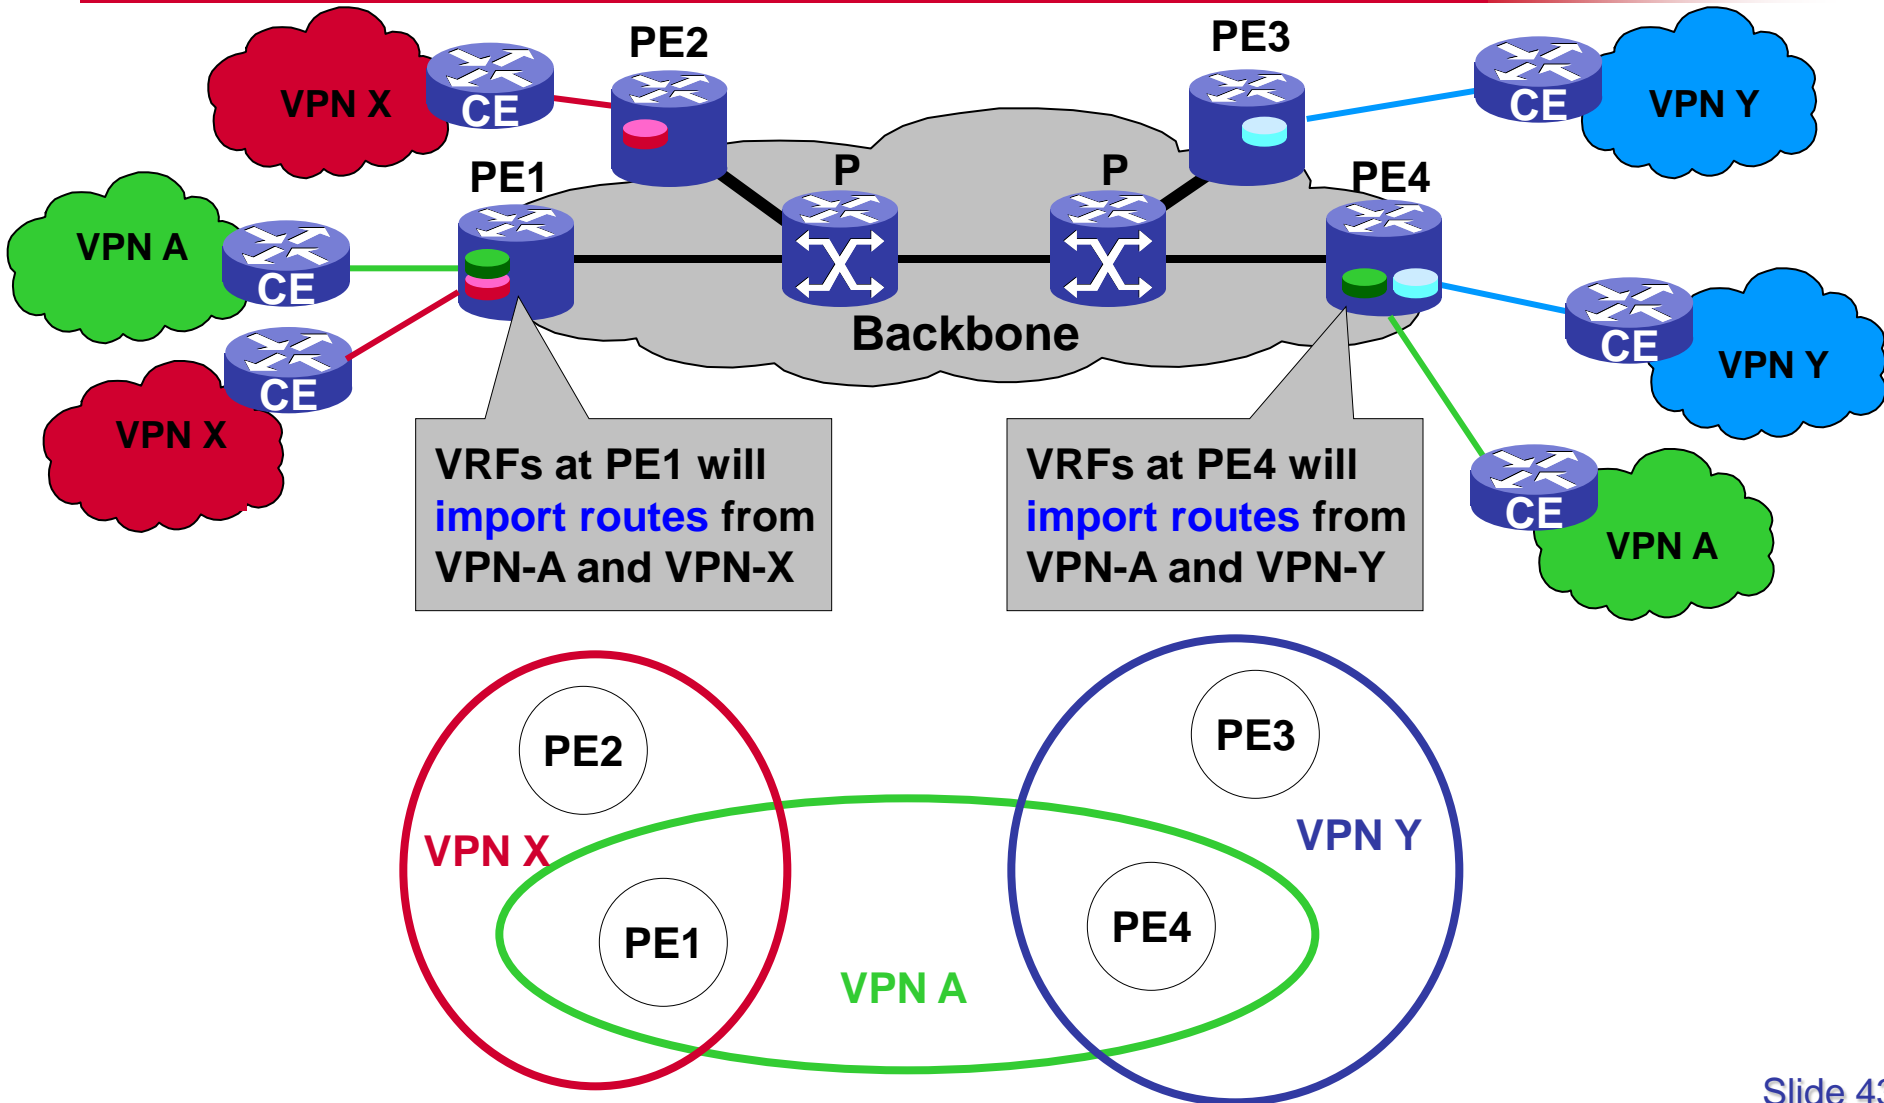 PE2
PE3
VPN X
CE
CE
VPN Y
PE1
P
P
PE4
VPN A
CE
Backbone
CE
VPN Y
CE
VPN X
VRFs at PE1 will
import routes from
VPN-A and VPN-X
VRFs at PE4 will
import routes from
VPN-A and VPN-Y
CE
VPN A
PE2
PE3
VPN X
VPN Y
PE1
PE4
VPN A
Slide 43